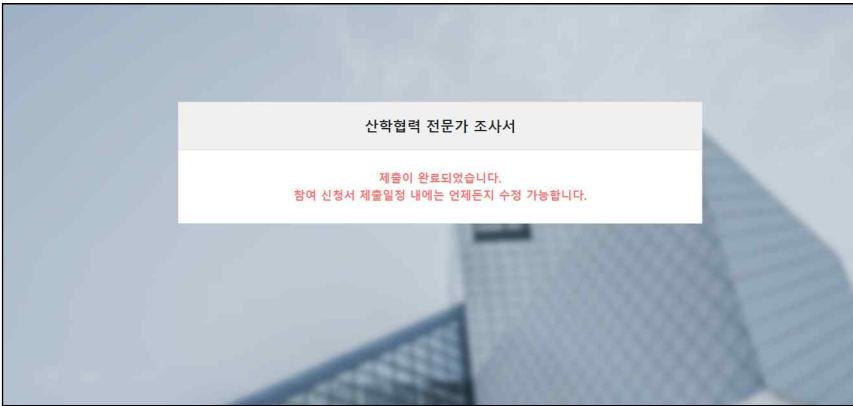 산학협력 전문가 조사서
제출이 완료되었습니다.
참여 신청서 제출일정 내에는 언제든지 수정 가능합니다.